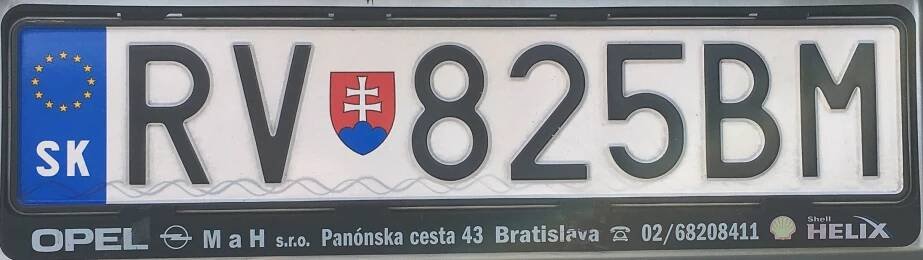 SK RV 825BM
OPEL M a H s.r.o. Panónska cesta 43 Bratislava ☎ 02/68208411 Shell HELIX